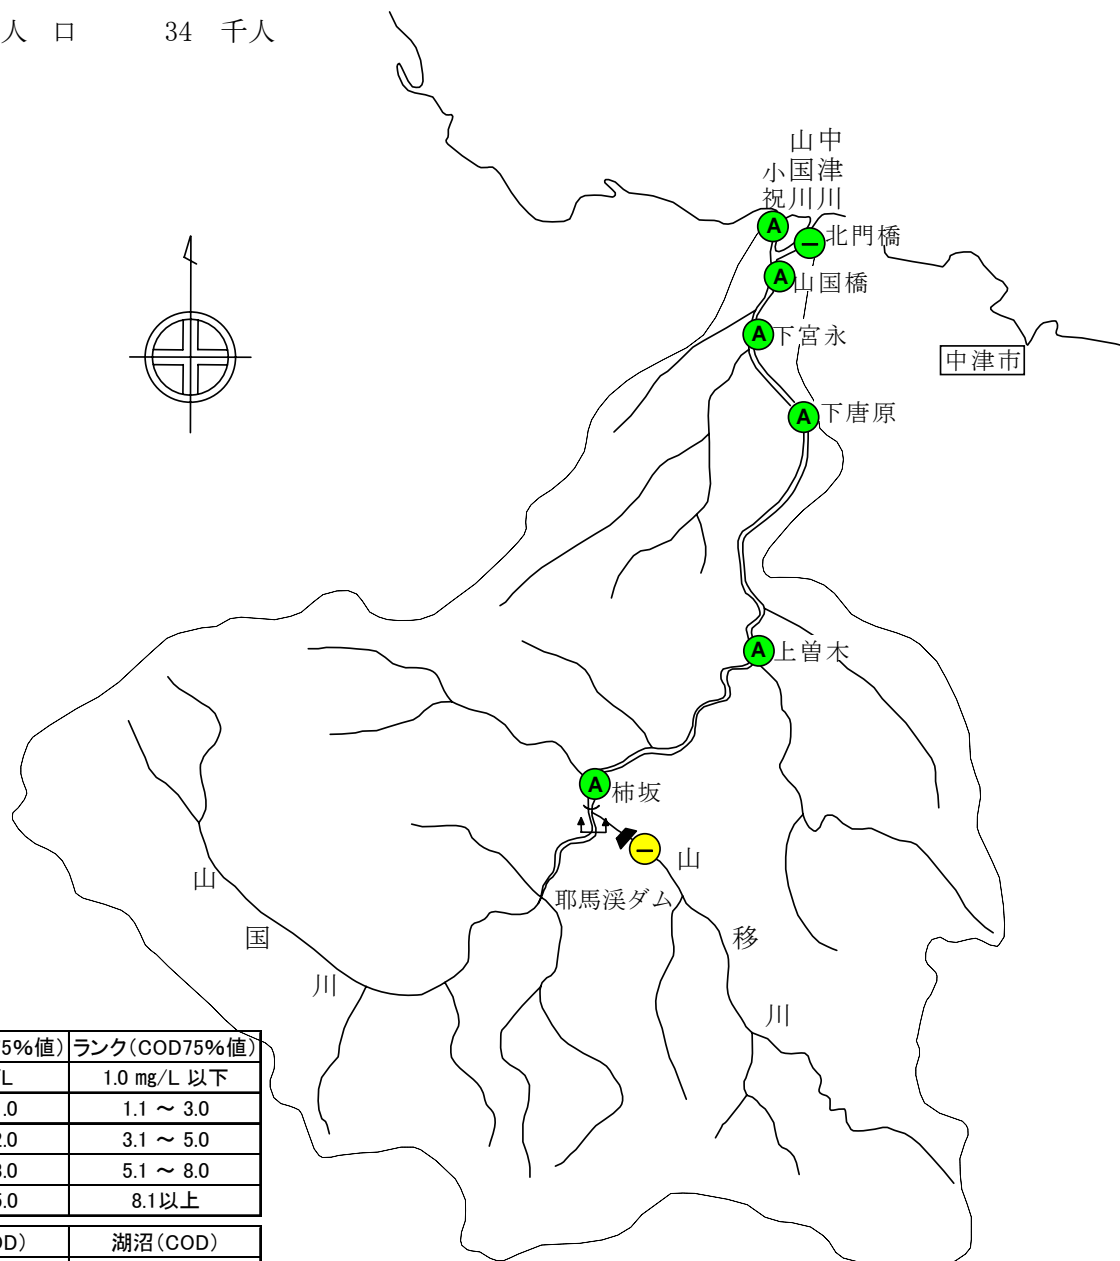 人 口 34 千人
山国川
中津川
小祝
A
－
北門橋
A
山国橋
A
下宮永
中津市
A
下唐原
A
上曽木
A
柿坂
－
耶馬渓ダム
山国川
山移川
5%値) ランク(COD75%値)
/L 1.0 mg/L 以下
.0 1.1 ～ 3.0
2.0 3.1 ～ 5.0
8.0 5.1 ～ 8.0
5.0 8.1以上
OD) 湖沼(COD)